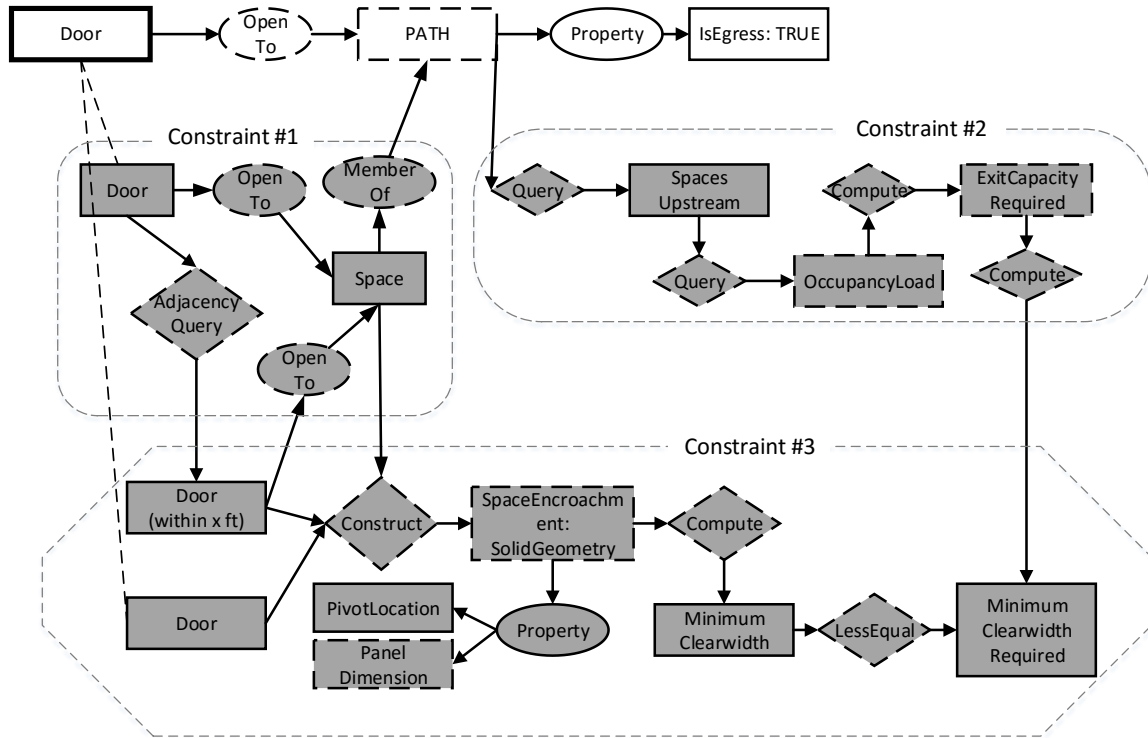 Door
Open
To
PATH
Property
IsEgress: TRUE
Constraint #1
Constraint #2
Door
Open
To
Member
Of
Query
Spaces
Upstream
Compute
ExitCapacity
Required
Adjacency
Query
Space
Query
OccupancyLoad
Compute
Open
To
Constraint #3
Door
(within x ft)
Construct
SpaceEncroachm
ent:
SolidGeometry
Compute
Door
PivotLocation
Property
Panel
Dimension
Minimum
Clearwidth
LessEqual
Minimum
Clearwidth
Required